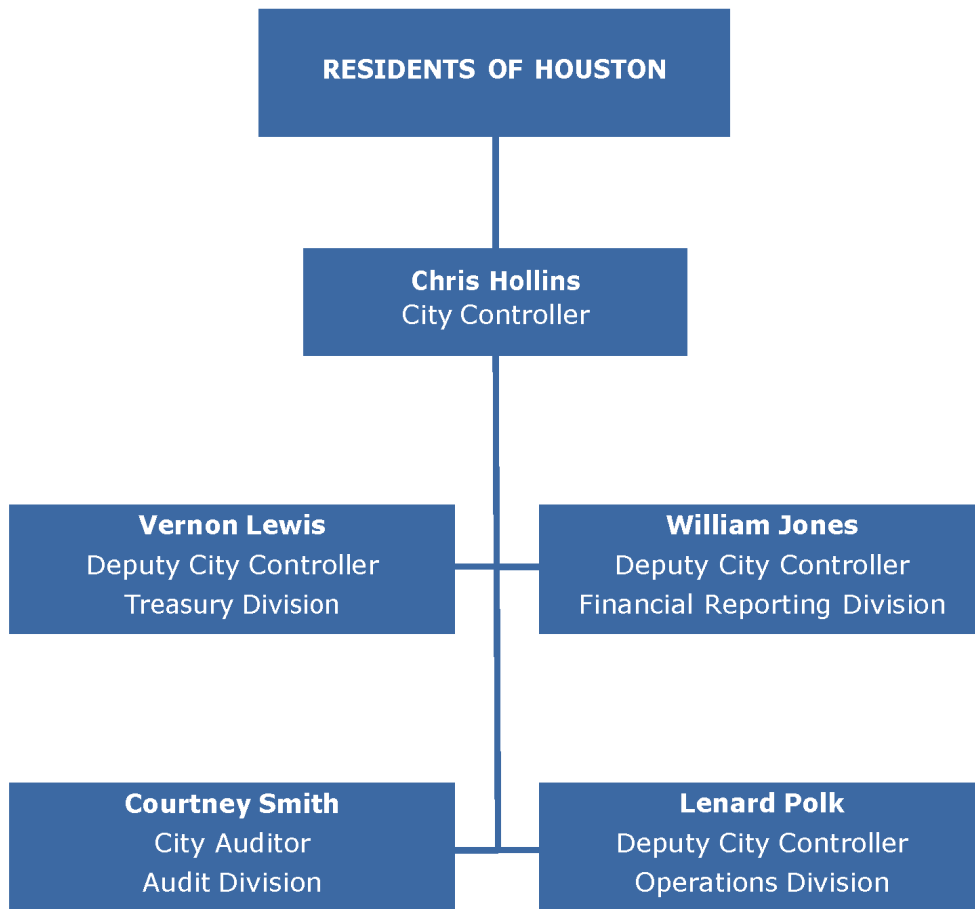 RESIDENTS OF HOUSTON
Chris Hollins
City Controller
Vernon Lewis
Deputy City Controller
Treasury Division
William Jones
Deputy City Controller
Financial Reporting Division
Courtney Smith
City Auditor
Audit Division
Lenard Polk
Deputy City Controller
Operations Division